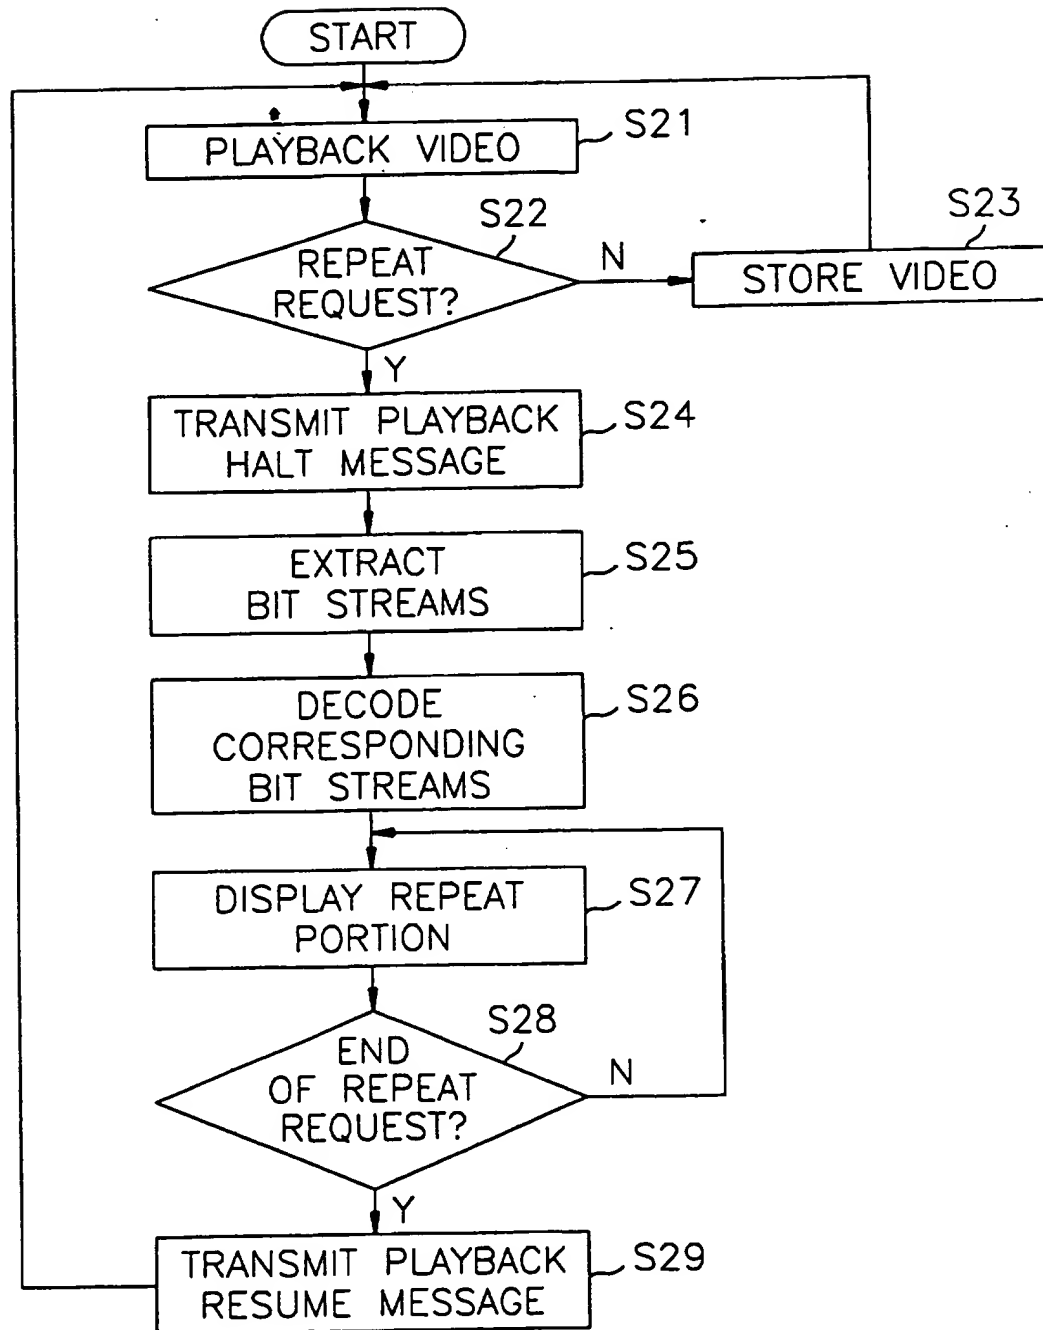 START
PLAYBACK VIDEO
S21
S22
REPEAT
REQUEST?
N
S23
STORE VIDEO
Y
TRANSMIT PLAYBACK
HALT MESSAGE
S24
EXTRACT
BIT STREAMS
S25
DECODE
CORRESPONDING
BIT STREAMS
S26
DISPLAY REPEAT
PORTION
S27
S28
END
OF REPEAT
REQUEST?
N
Y
TRANSMIT PLAYBACK
RESUME MESSAGE
S29